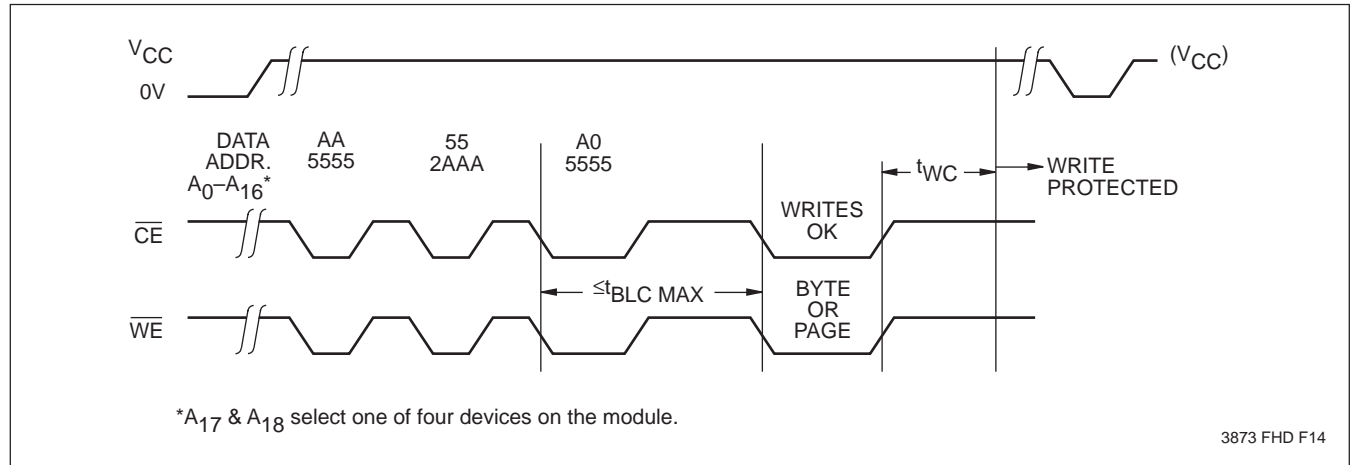 VCC
0V
(VCC)
DATA AA 55 A0
ADDR. 5555 2AAA 5555
A0–A16*
tWC
WRITE
PROTECTED
CE
WRITES
OK
≤tBLC MAX
BYTE
OR
PAGE
WE
*A17 & A18 select one of four devices on the module.
3873 FHD F14